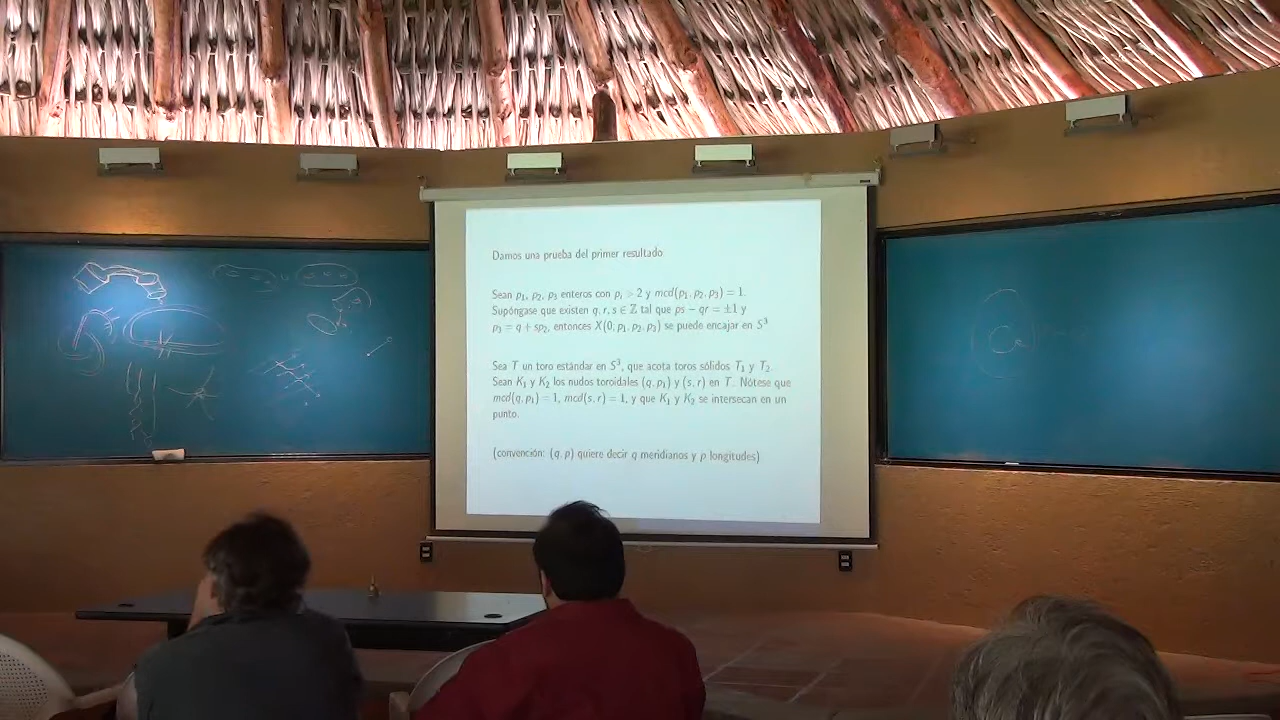 Damos una prueba del primer resultado
Sean p₁, p₂, p₃ enteros con pᵢ > 2 y mcd(p₁, p₂, p₃) = 1.
Supóngase que existen q, r, s ∈ ℤ tal que ps − qr = ±1 y
p₃ = q + sp₂, entonces X(0; p₁, p₂, p₃) se puede encajar en S³
Sea T un toro estándar en S³, que acota toros sólidos T₁ y T₂.
Sean K₁ y K₂ los nudos toroidales (q, p₁) y (s, r) en T. Nótese que
mcd(q, p₁) = 1, mcd(s, r) = 1, y que K₁ y K₂ se intersecan en un
punto.
(convención: (q, p) quiere decir q meridianos y p longitudes)